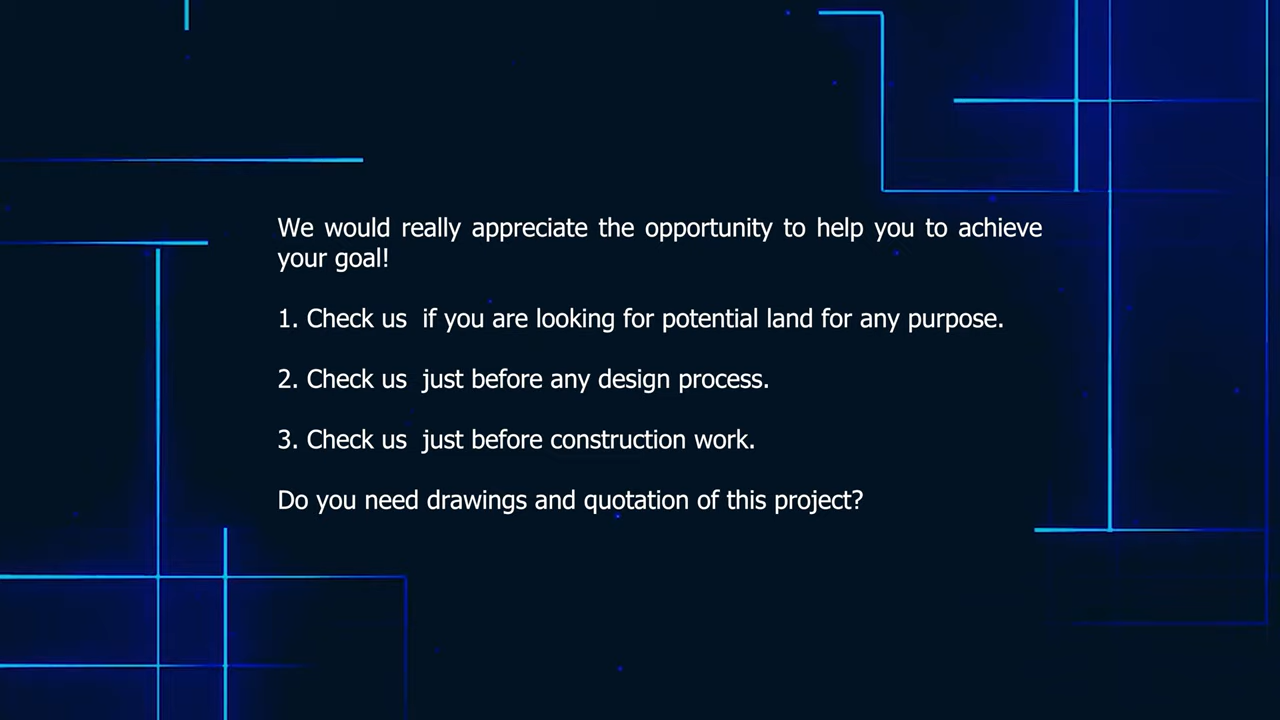 We would really appreciate the opportunity to help you to achieve
your goal!
1. Check us  if you are looking for potential land for any purpose.
2. Check us  just before any design process.
3. Check us  just before construction work.
Do you need drawings and quotation of this project?